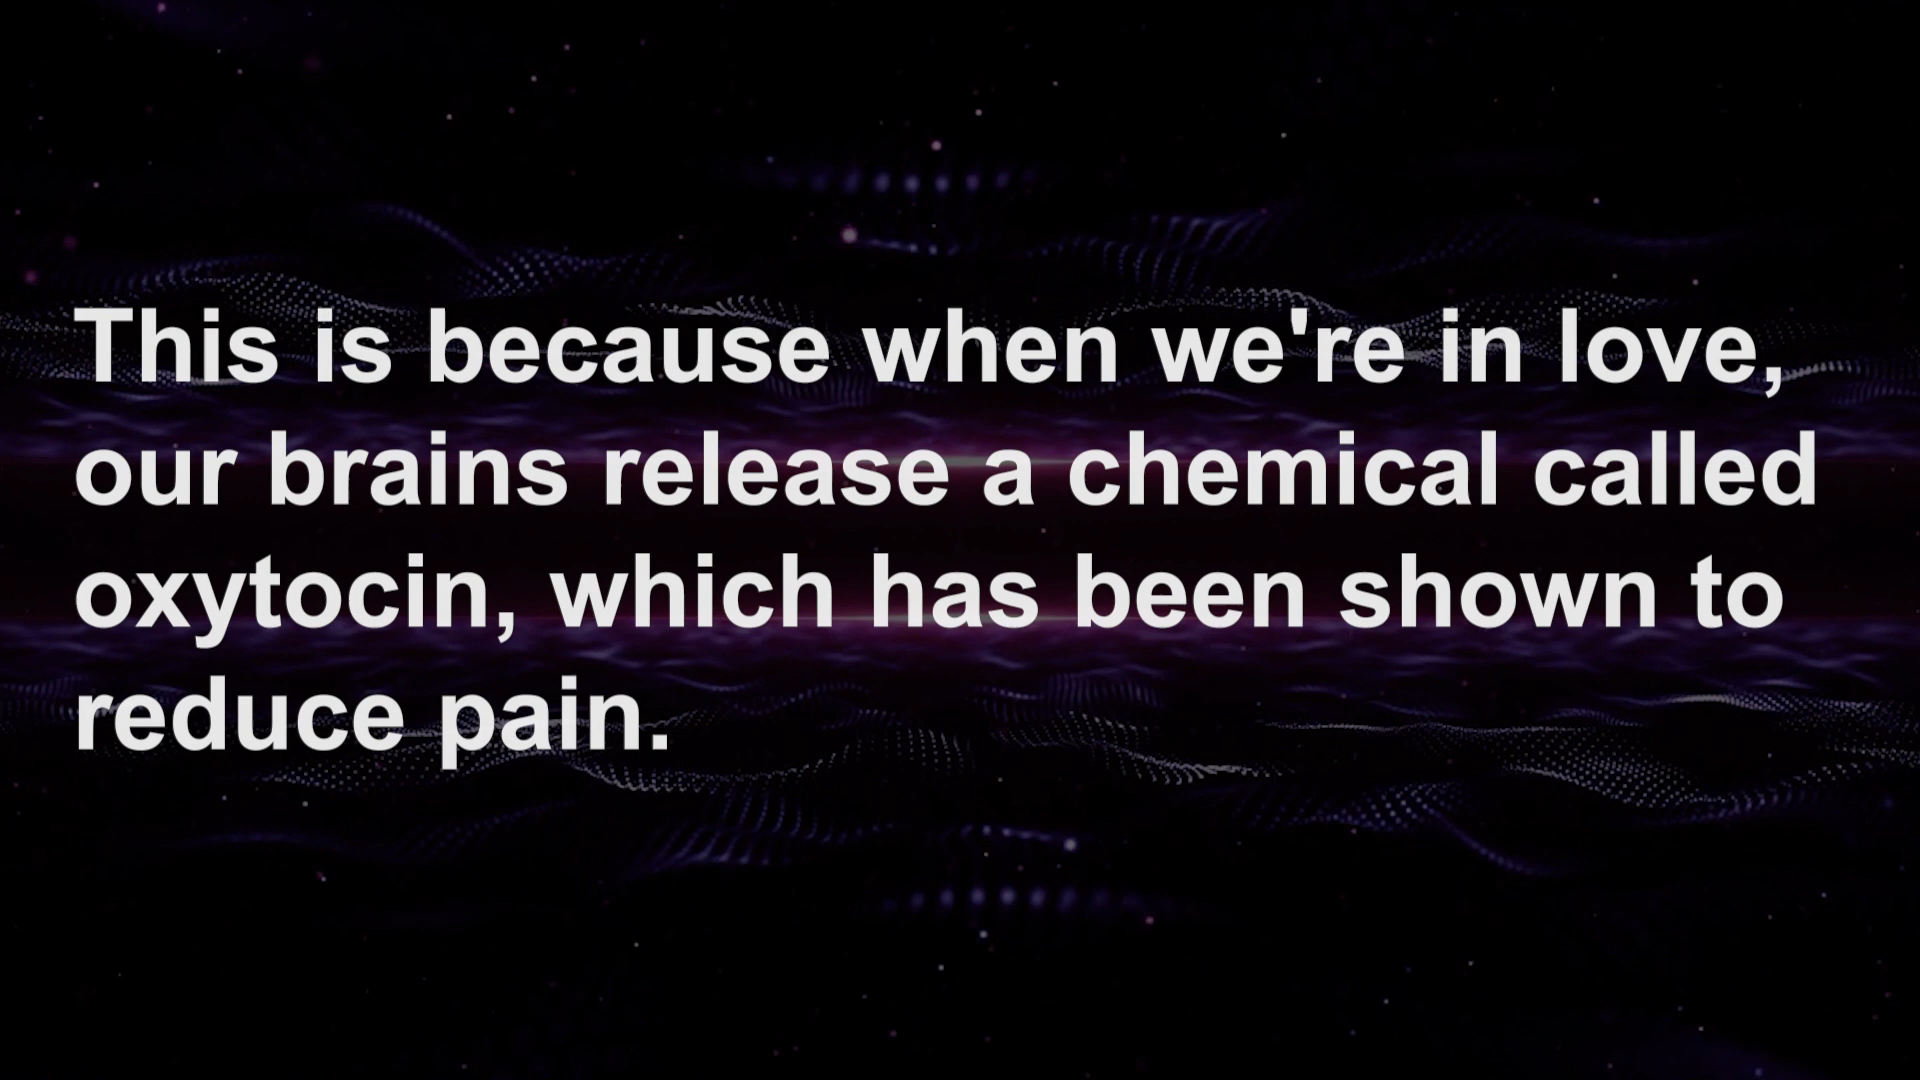 This is because when we're in love,
our brains release a chemical called
oxytocin, which has been shown to
reduce pain.